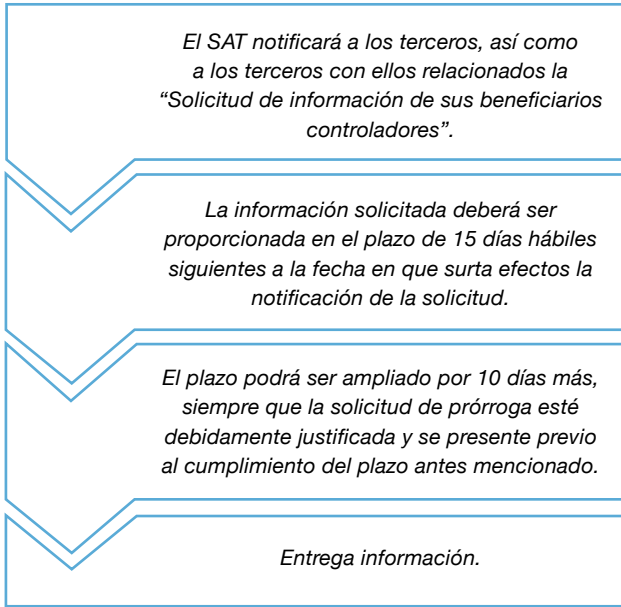 El SAT notificará a los terceros, así como
a los terceros con ellos relacionados la
“Solicitud de información de sus beneficiarios
controladores”.
La información solicitada deberá ser
proporcionada en el plazo de 15 días hábiles
siguientes a la fecha en que surta efectos la
notificación de la solicitud.
El plazo podrá ser ampliado por 10 días más,
siempre que la solicitud de prórroga esté
debidamente justificada y se presente previo
al cumplimiento del plazo antes mencionado.
Entrega información.